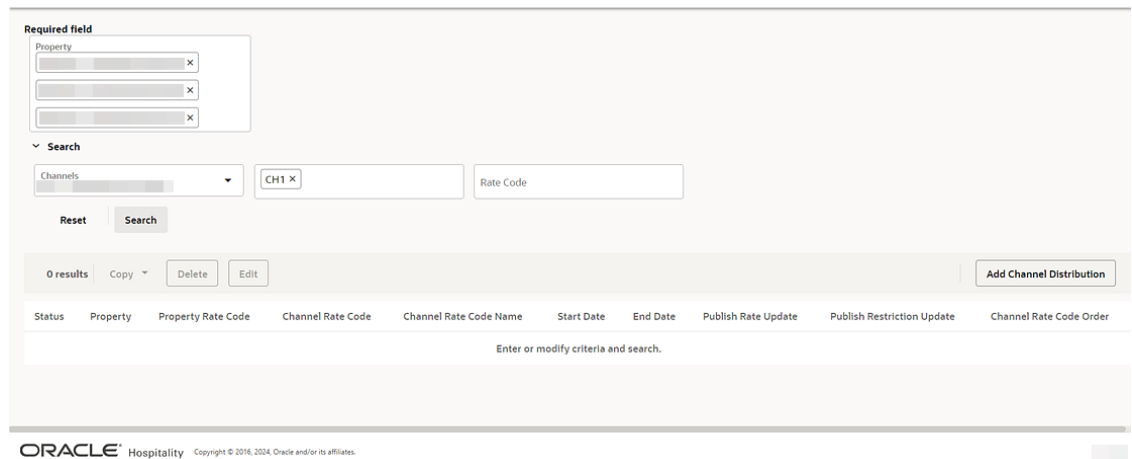 Required field
Property
Search
Channels
CH1 ×
Rate Code
Reset Search
0 results Copy Delete Edit Add Channel Distribution
Status Property Property Rate Code Channel Rate Code Channel Rate Code Name Start Date End Date Publish Rate Update Publish Restriction Update Channel Rate Code Order
Enter or modify criteria and search.
ORACLE Hospitality Copyright © 2016, 2024, Oracle and/or its affiliates.